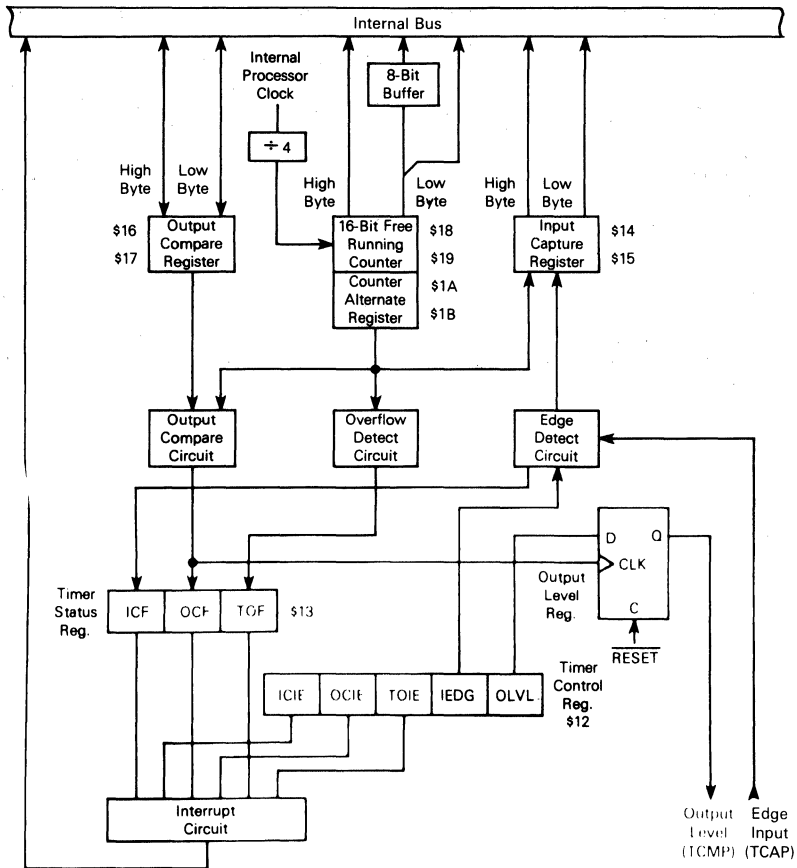 Internal Bus
Internal
Processor
Clock
8-Bit
Buffer
÷ 4
High
Byte
Low
Byte
High
Byte
Low
Byte
High
Byte
Low
Byte
$16
$17
Output
Compare
Register
16-Bit Free
Running
Counter
$18
$19
Counter
Alternate
Register
$1A
$1B
Input
Capture
Register
$14
$15
Output
Compare
Circuit
Overflow
Detect
Circuit
Edge
Detect
Circuit
D
Q
CLK
C
Output
Level
Reg.
RESET
Timer
Status
Reg.
ICF
OCF
TOF
$13
ICIE
OCIE
TOIE
IEDG
OLVL
Timer
Control
Reg.
$12
Interrupt
Circuit
Output
Level
(TCMP)
Edge
Input
(TCAP)